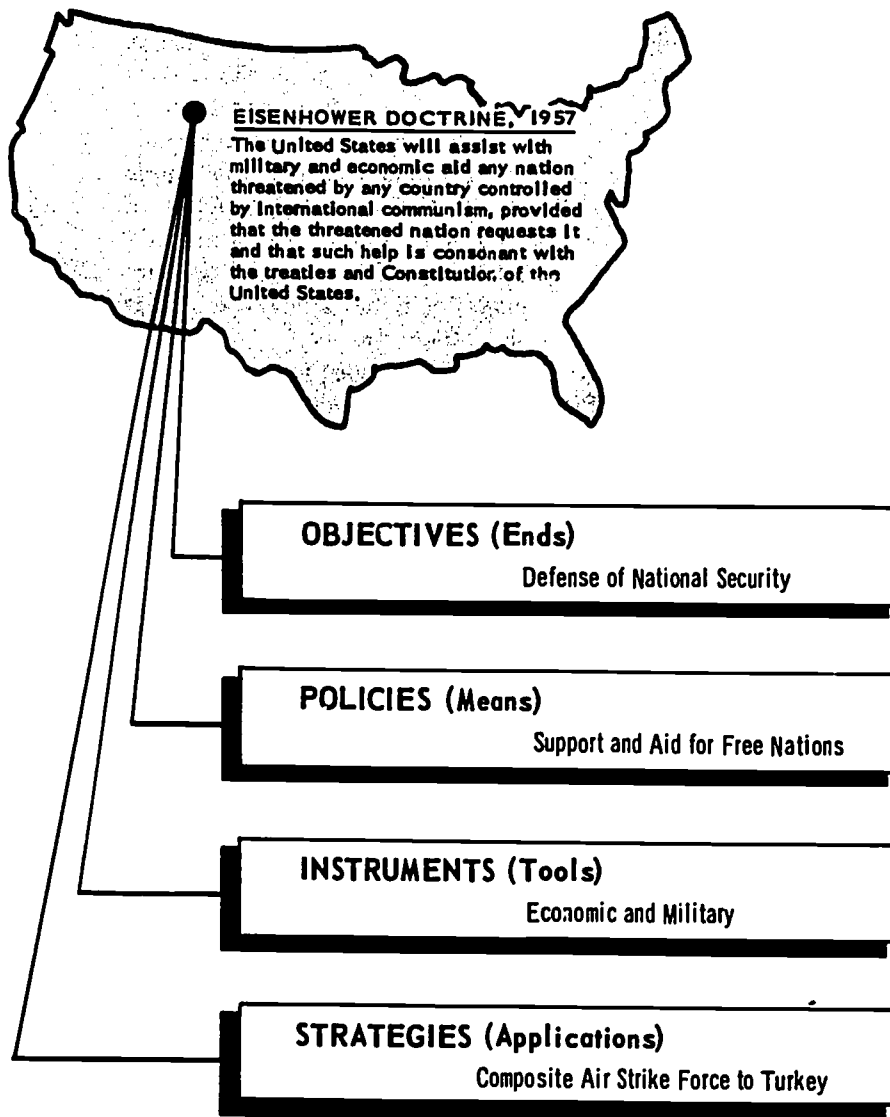 EISENHOWER DOCTRINE, 1957
The United States will assist with
military and economic aid any nation
threatened by any country controlled
by international communism, provided
that the threatened nation requests it
and that such help is consonant with
the treaties and Constitution of the
United States.
OBJECTIVES (Ends)
Defense of National Security
POLICIES (Means)
Support and Aid for Free Nations
INSTRUMENTS (Tools)
Economic and Military
STRATEGIES (Applications)
Composite Air Strike Force to Turkey